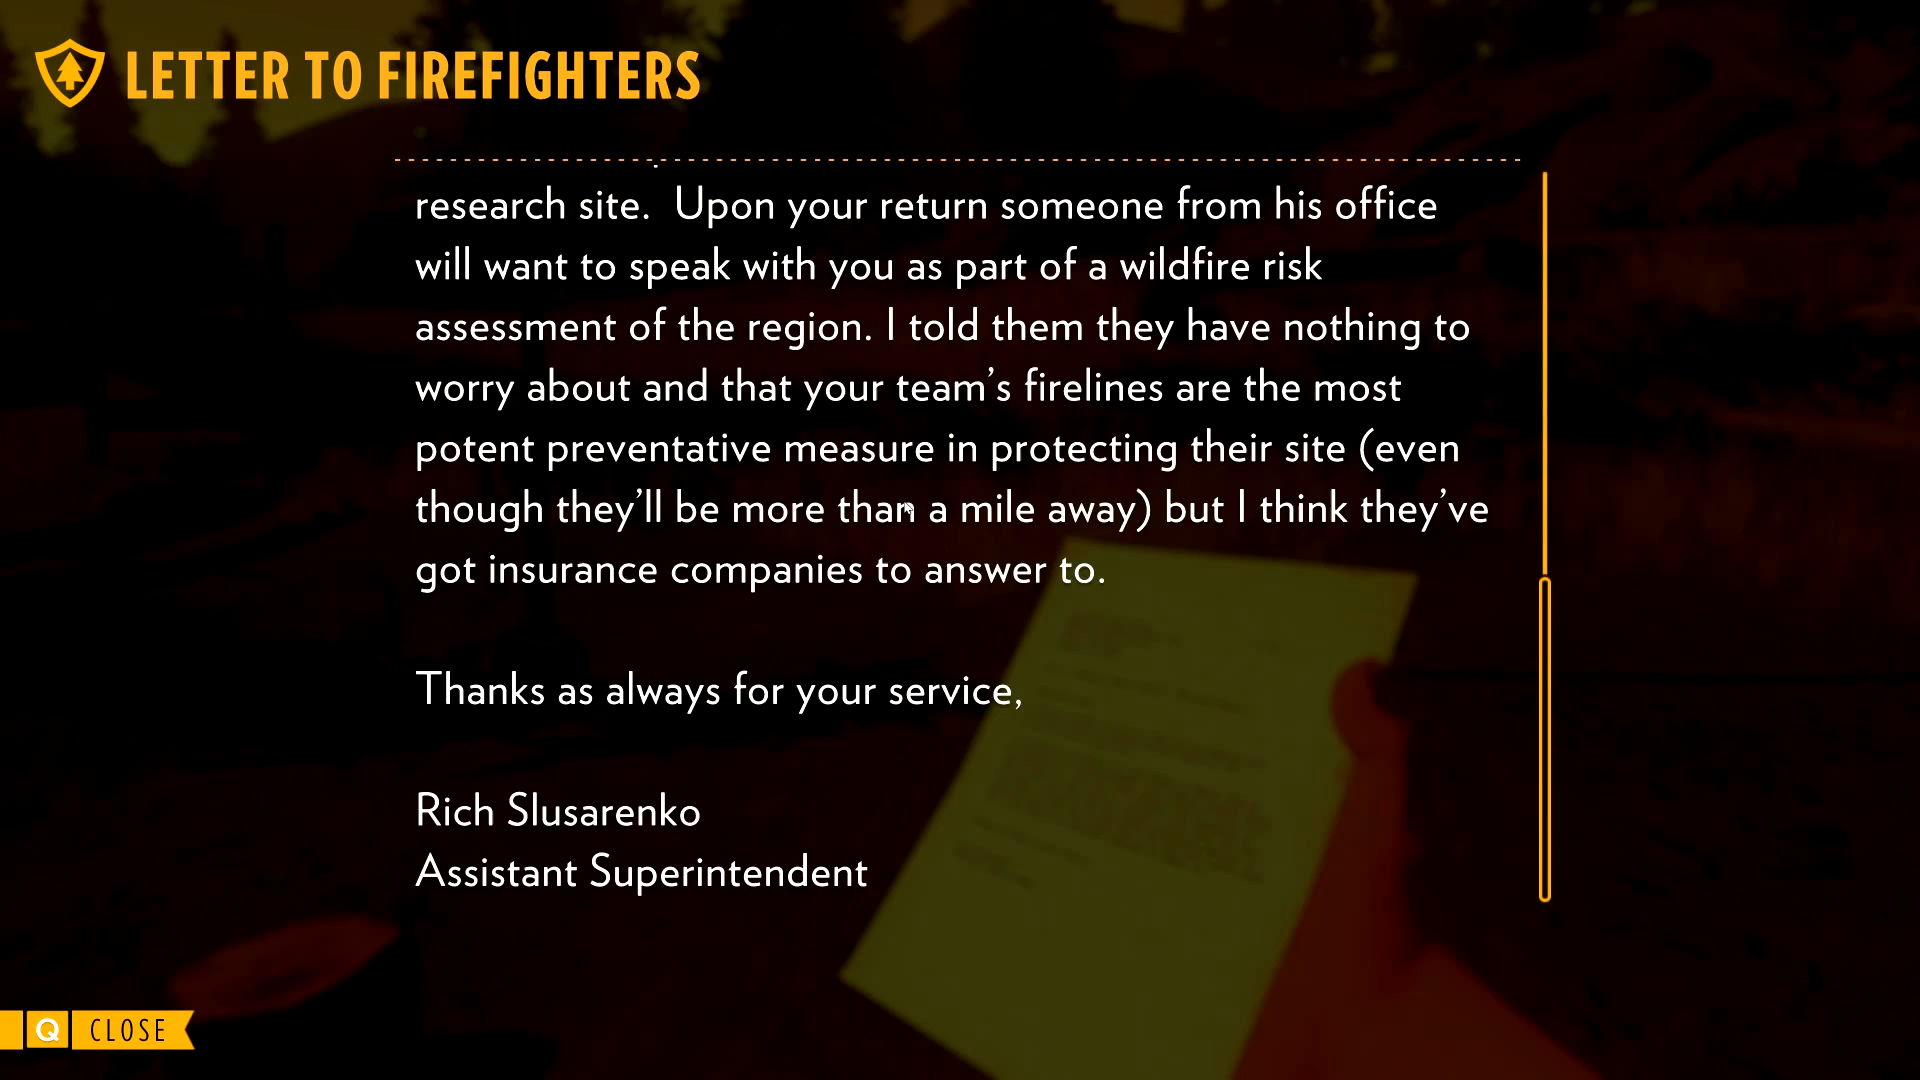 LETTER TO FIREFIGHTERS
research site.  Upon your return someone from his office
will want to speak with you as part of a wildfire risk
assessment of the region. I told them they have nothing to
worry about and that your team’s firelines are the most
potent preventative measure in protecting their site (even
though they’ll be more than a mile away) but I think they’ve
got insurance companies to answer to.
Thanks as always for your service,
Rich Slusarenko
Assistant Superintendent
Q CLOSE